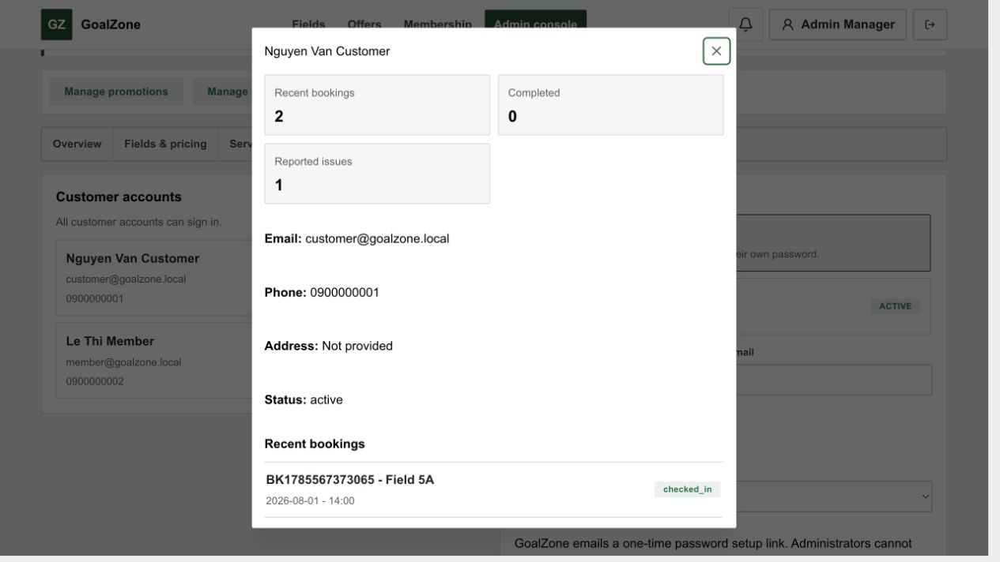 GZ GoalZone Fields Offers Membership Admin console Admin Manager
Nguyen Van Customer
Recent bookings
2
Completed
0
Reported issues
1
Email: customer@goalzone.local
Phone: 0900000001
Address: Not provided
Status: active
Recent bookings
BK1785567373065 - Field 5A
2026-08-01 - 14:00
checked_in
Manage promotions Manage
Overview Fields & pricing
Customer accounts
All customer accounts can sign in.
Nguyen Van Customer
customer@goalzone.local
0900000001
Le Thi Member
member@goalzone.local
0900000002
own password.
ACTIVE
GoalZone emails a one-time password setup link. Administrators cannot